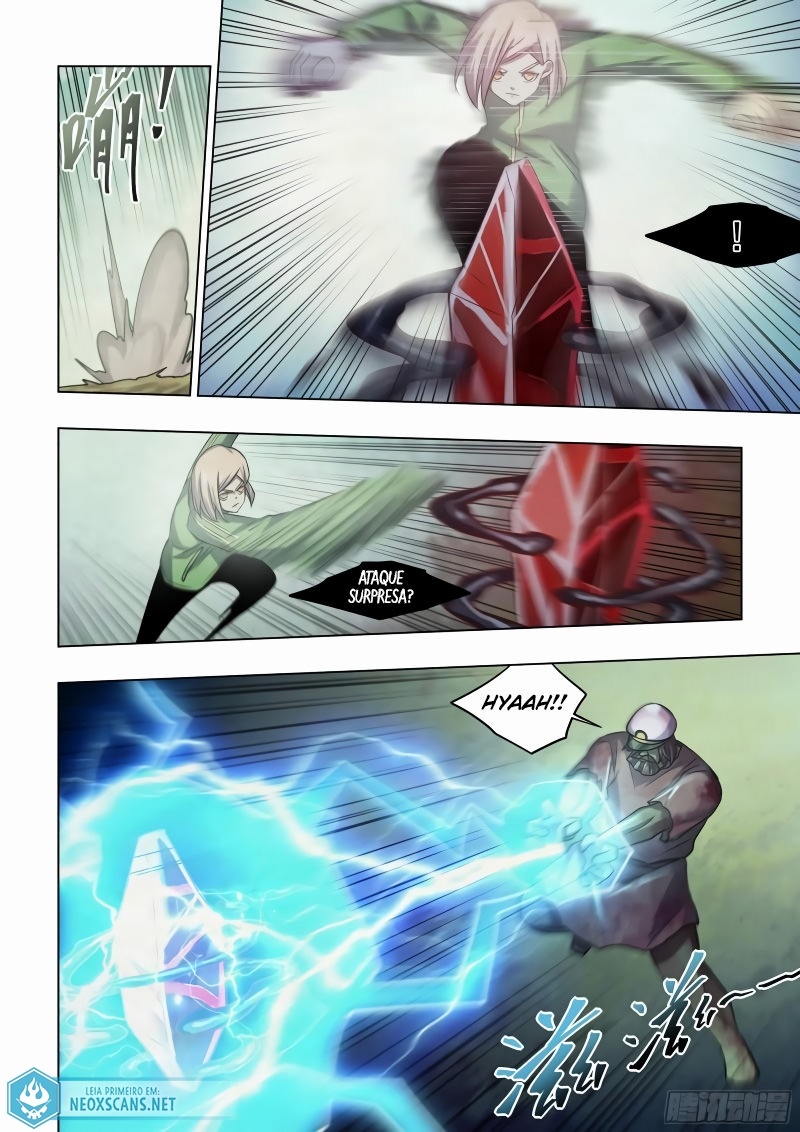 嘣!
!
ATAQUE
SURPRESA?
HYAAH!!
滋滋~~
LEIA PRIMEIRO EM:
NEOXSCANS.NET
腾讯动漫